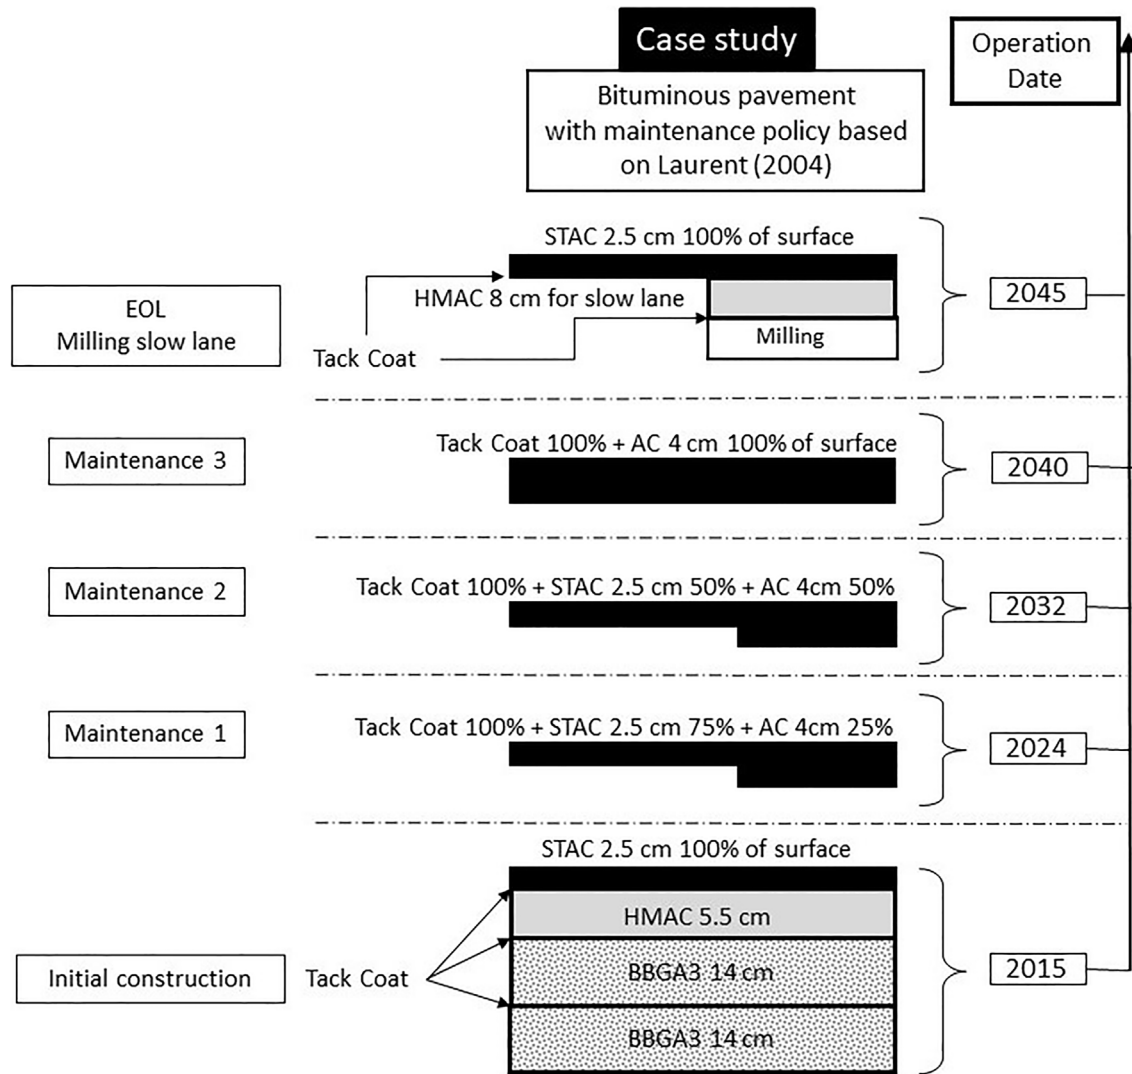 Case study
Operation
Date
Bituminous pavement
with maintenance policy based
on Laurent (2004)
STAC 2.5 cm 100% of surface
EOL
Milling slow lane
HMAC 8 cm for slow lane
2045
Milling
Tack Coat
Maintenance 3
Tack Coat 100% + AC 4 cm 100% of surface
2040
Maintenance 2
Tack Coat 100% + STAC 2.5 cm 50% + AC 4cm 50%
2032
Maintenance 1
Tack Coat 100% + STAC 2.5 cm 75% + AC 4cm 25%
2024
STAC 2.5 cm 100% of surface
HMAC 5.5 cm
Initial construction
Tack Coat
BBGA3 14 cm
2015
BBGA3 14 cm